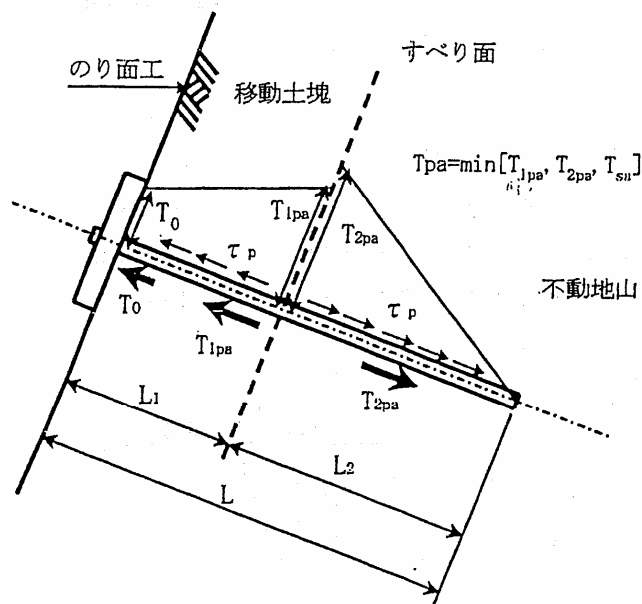 すべり面
のり面工
移動土塊
Tpa=min[T1pa, T2pa, Tsa]
T0
T1pa
T2pa
τp
不動地山
τp
T0
T1pa
T2pa
L1
L2
L